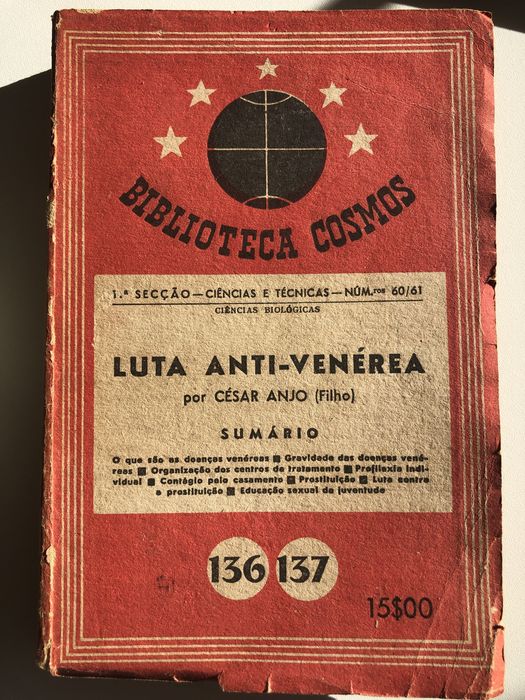 BIBLIOTECA COSMOS
1.ª SECÇÃO — CIÊNCIAS E TÉCNICAS — NÚM.ros 60/61
CIÊNCIAS BIOLÓGICAS
LUTA ANTI-VENÉREA
por CÉSAR ANJO (Filho)
SUMÁRIO
O que são as doenças venéreas ■ Gravidade das doenças vené-
reas ■ Organização dos centros de tratamento ■ Profilaxia indi-
vidual ■ Contágio pelo casamento ■ Prostituição ■ Luta contra
a prostituição ■ Educação sexual da juventude
136 137
15$00